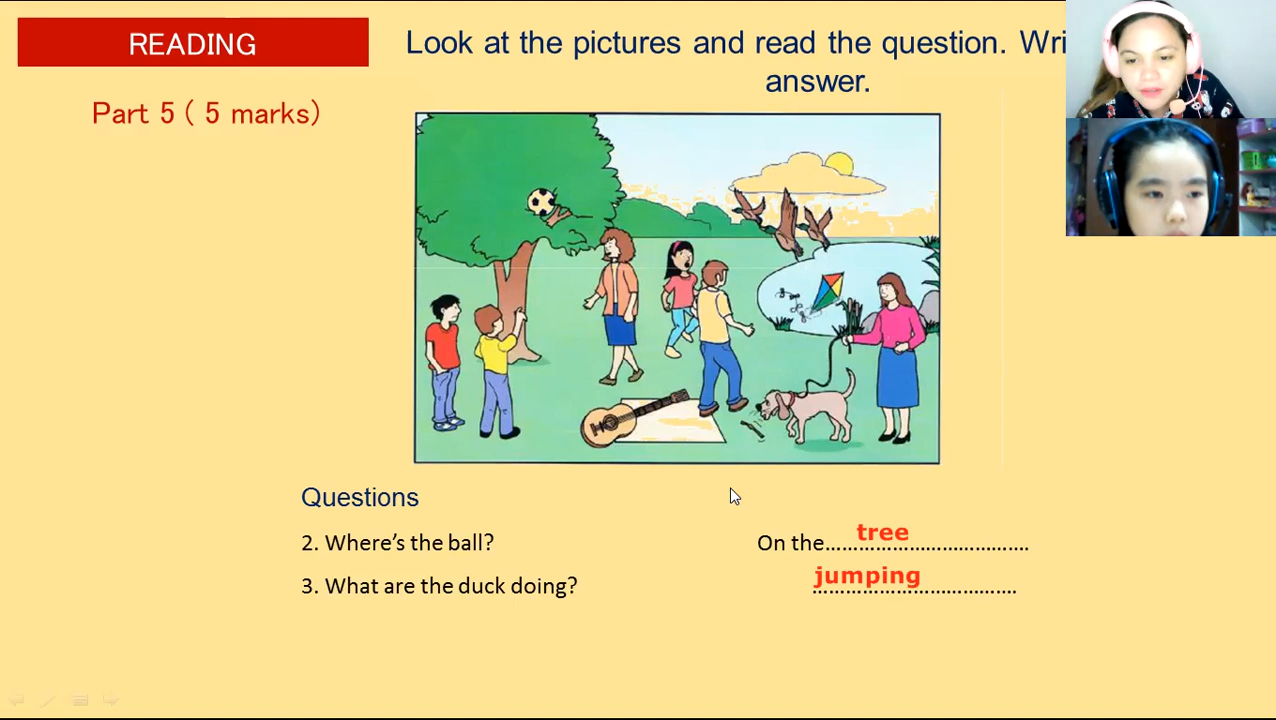 READING
Look at the pictures and read the question. Wri
answer.
Part 5 ( 5 marks)
Questions
2. Where's the ball?
On the.......................................
tree
3. What are the duck doing?
.......................................
jumping